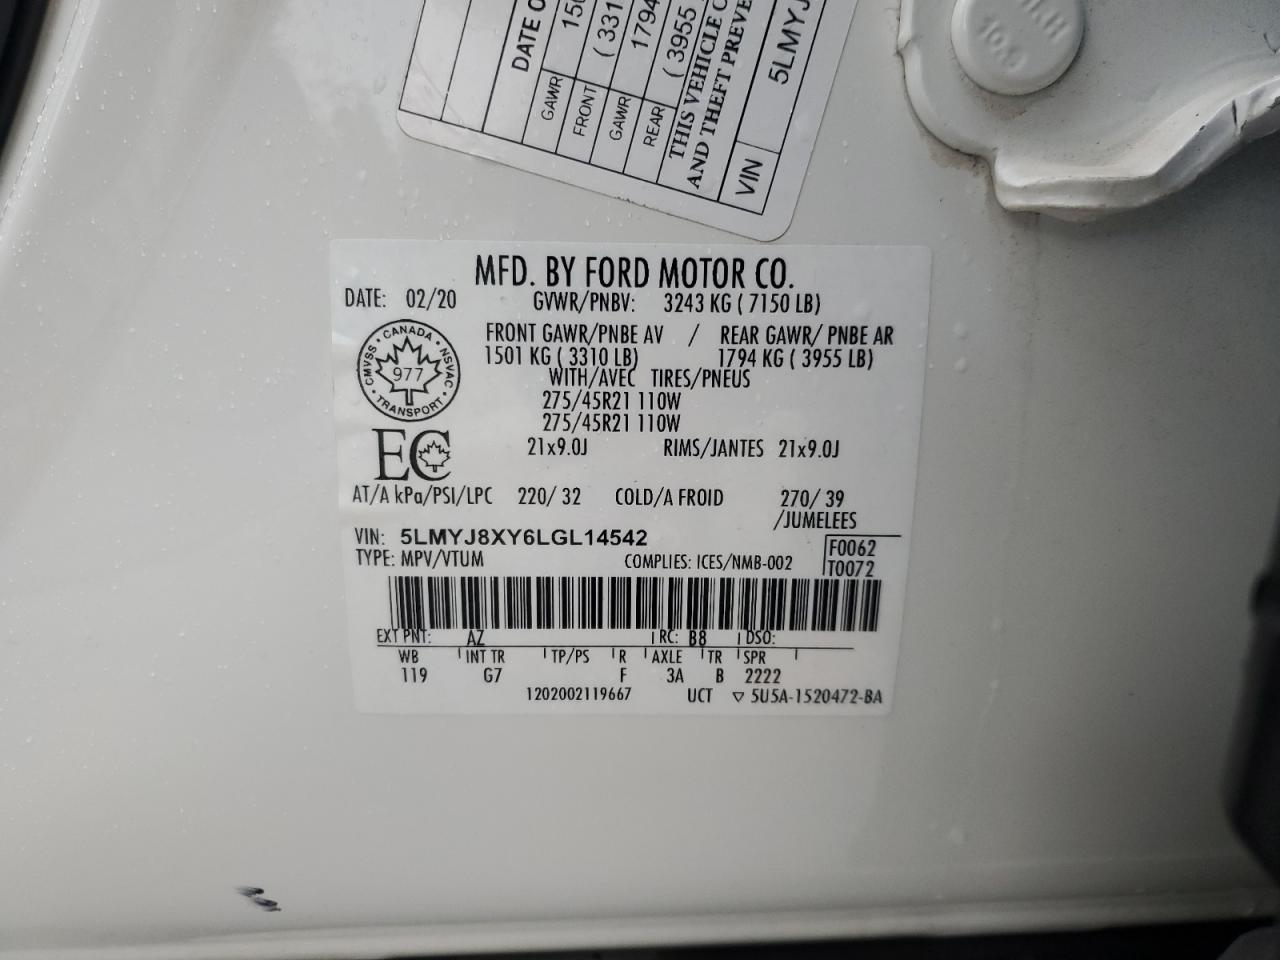 DATE O
GAWR
FRONT
(331
GAWR
1794
REAR
(3955
THIS VEHICLE C
AND THEFT PREVE
VIN
5LMYJ
MFD. BY FORD MOTOR CO.
DATE: 02/20 GVWR/PNBV: 3243 KG ( 7150 LB)
FRONT GAWR/PNBE AV / REAR GAWR/ PNBE AR
1501 KG ( 3310 LB) 1794 KG ( 3955 LB)
WITH/AVEC TIRES/PNEUS
275/45R21 110W
275/45R21 110W
21x9.0J RIMS/JANTES 21x9.0J
CANADA • NSVAC • TRANSPORT • CMVSS •
977
EC
AT/A kPa/PSI/LPC 220/ 32 COLD/A FROID 270/ 39
/JUMELEES
VIN: 5LMYJ8XY6LGL14542
TYPE: MPV/VTUM COMPLIES: ICES/NMB-002
F0062
T0072
EXT PNT: AZ RC: B8 DSO:
WB INT TR TP/PS R AXLE TR SPR
119 G7 F 3A B 2222
1202002119667 UCT ▽ 5U5A-1520472-BA